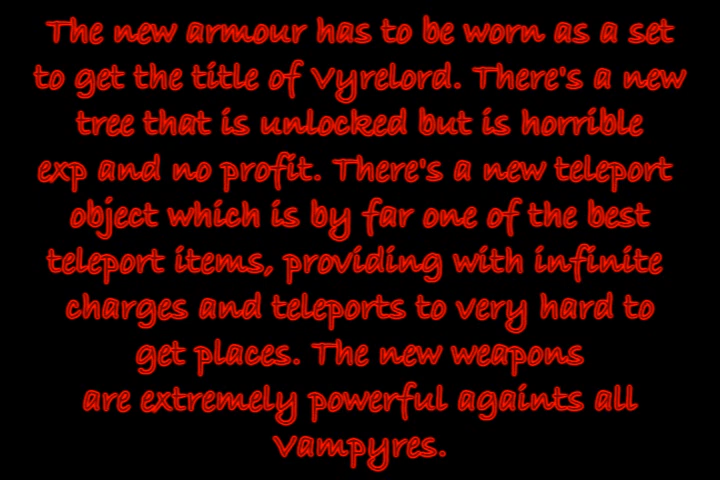 The new armour has to be worn as a set
to get the title of Vyrelord. There's a new
tree that is unlocked but is horrible
exp and no profit. There's a new teleport
object which is by far one of the best
teleport items, providing with infinite
charges and teleports to very hard to
get places. The new weapons
are extremely powerful againts all
Vampyres.